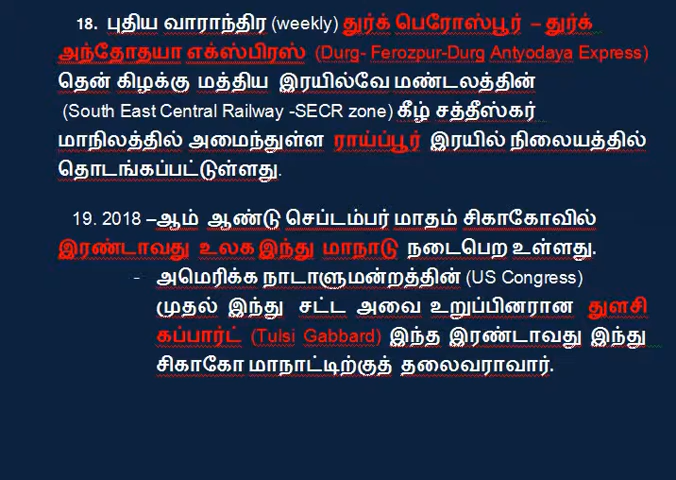 18. புதிய வாராந்திர (weekly) துர்க் பெரோஸ்பூர் – துர்க்
அந்தோதயா எக்ஸ்பிரஸ் (Durg- Ferozpur-Durg Antyodaya Express)
தென் கிழக்கு மத்திய இரயில்வே மண்டலத்தின்
(South East Central Railway -SECR zone) கீழ் சத்தீஸ்கர்
மாநிலத்தில் அமைந்துள்ள ராய்ப்பூர் இரயில் நிலையத்தில்
தொடங்கப்பட்டுள்ளது.
19. 2018 –ஆம் ஆண்டு செப்டம்பர் மாதம் சிகாகோவில்
இரண்டாவது உலக இந்து மாநாடு நடைபெற உள்ளது.
- அமெரிக்க நாடாளுமன்றத்தின் (US Congress)
முதல் இந்து சட்ட அவை உறுப்பினரான துளசி
கப்பார்ட் (Tulsi Gabbard) இந்த இரண்டாவது இந்து
சிகாகோ மாநாட்டிற்குத் தலைவராவார்.